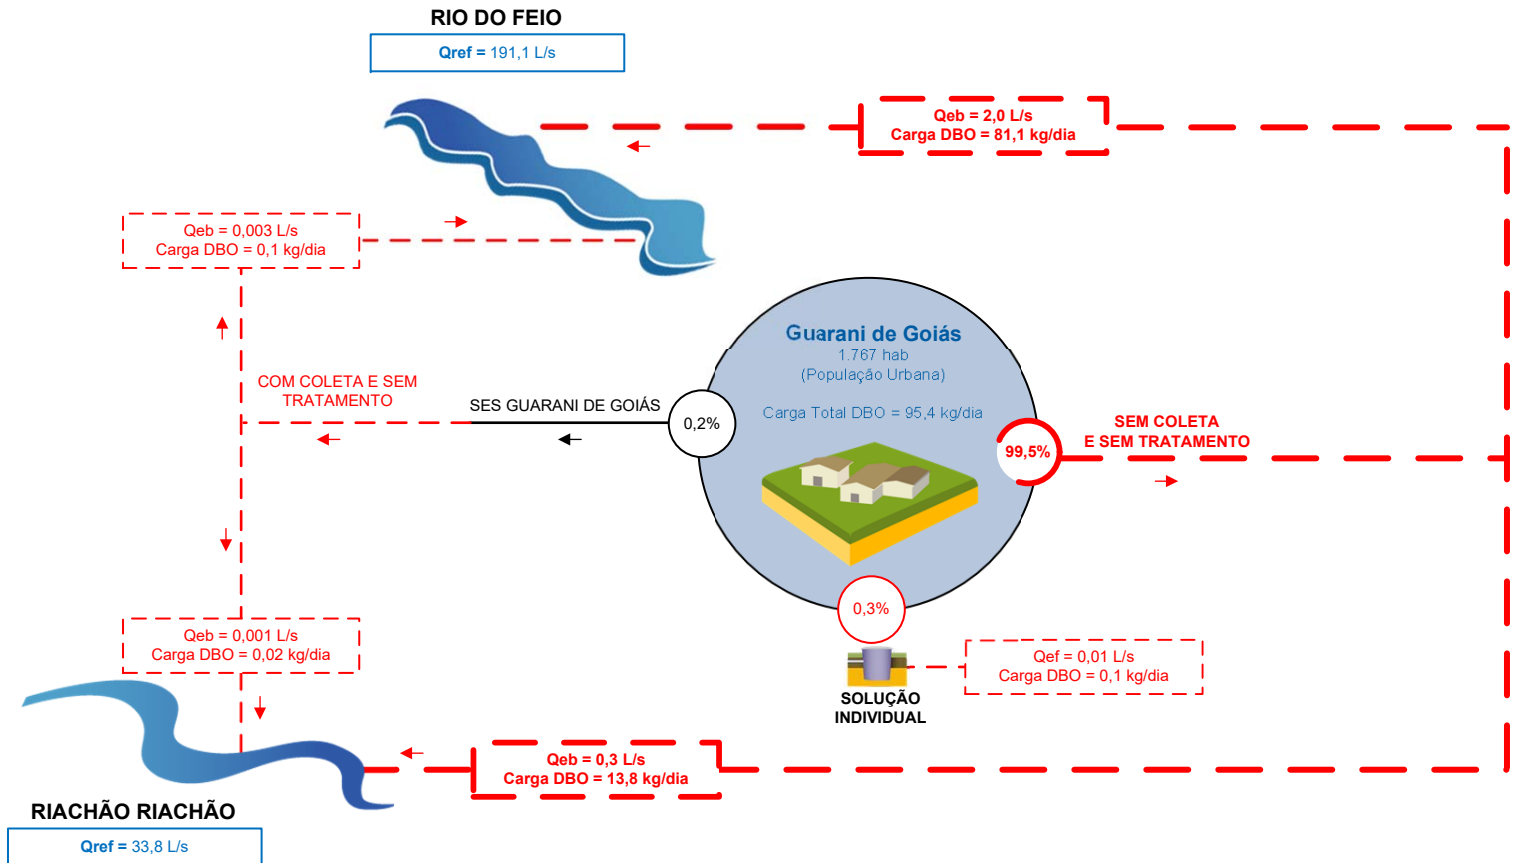 RIO DO FEIO
Qref = 191,1 L/s
Qeb = 2,0 L/s
Carga DBO = 81,1 kg/dia
Qeb = 0,003 L/s
Carga DBO = 0,1 kg/dia
Guarani de Goiás
1.767 hab
(População Urbana)
Carga Total DBO = 95,4 kg/dia
COM COLETA E SEM
TRATAMENTO
SES GUARANI DE GOIÁS
0,2%
99,5%
SEM COLETA
E SEM TRATAMENTO
0,3%
Qeb = 0,001 L/s
Carga DBO = 0,02 kg/dia
Qef = 0,01 L/s
Carga DBO = 0,1 kg/dia
SOLUÇÃO
INDIVIDUAL
Qeb = 0,3 L/s
Carga DBO = 13,8 kg/dia
RIACHÃO RIACHÃO
Qref = 33,8 L/s